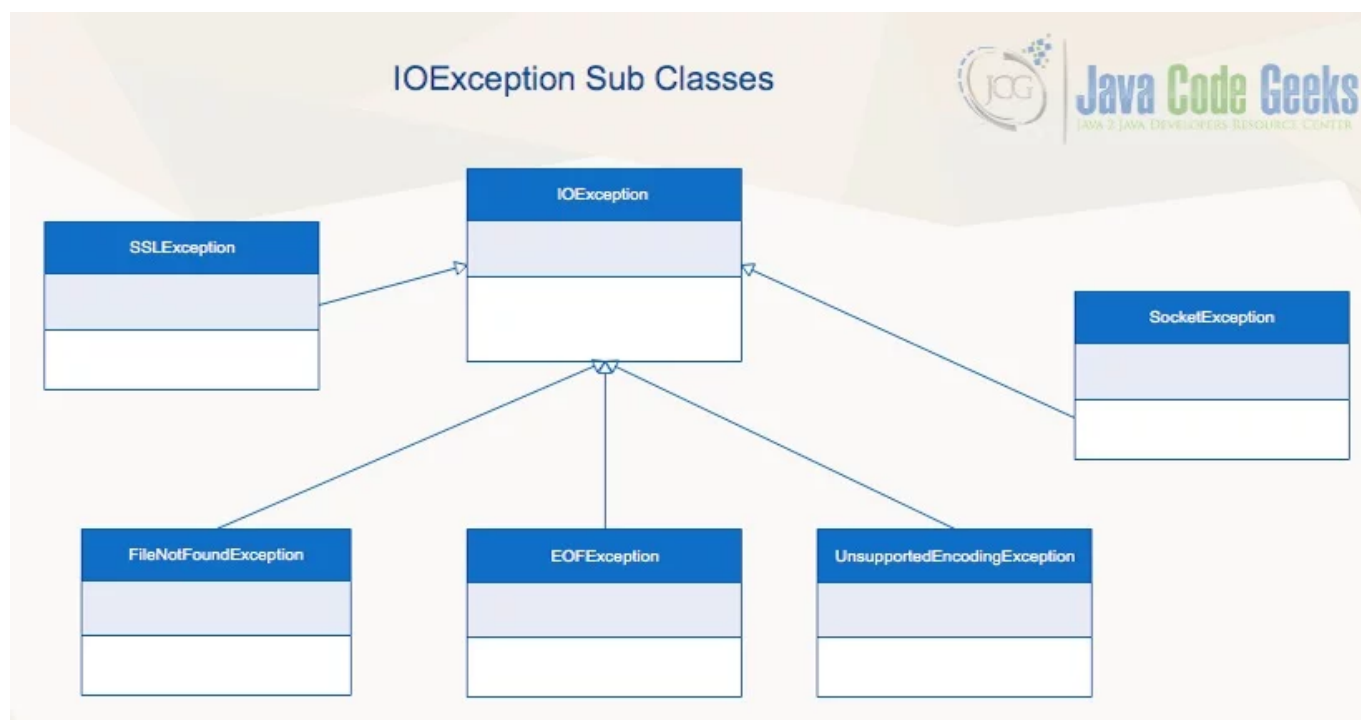 IOException Sub Classes
JCG
Java Code Geeks
JAVA 2 JAVA DEVELOPERS RESOURCE CENTER
IOException
SSLException
SocketException
FileNotFoundException
EOFException
UnsupportedEncodingException